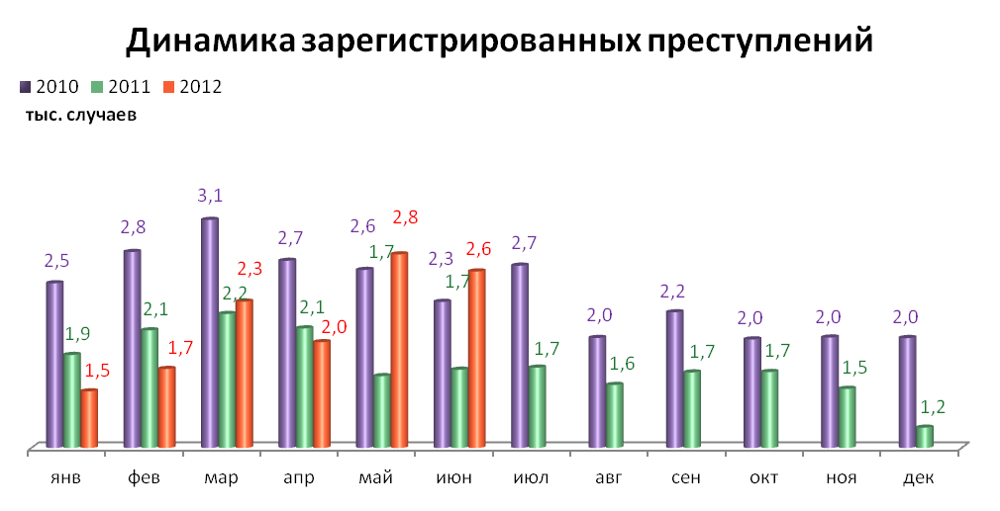 Динамика зарегистрированных преступлений
2010 2011 2012
тыс. случаев
2,5 1,9 1,5
2,8 2,1 1,7
3,1 2,2 2,3
2,7 2,1 2,0
2,6 1,7 2,8
2,3 1,7 2,6
2,7 1,7
2,0 1,6
2,2 1,7
2,0 1,7
2,0 1,5
2,0 1,2
янв фев мар апр май июн июл авг сен окт ноя дек